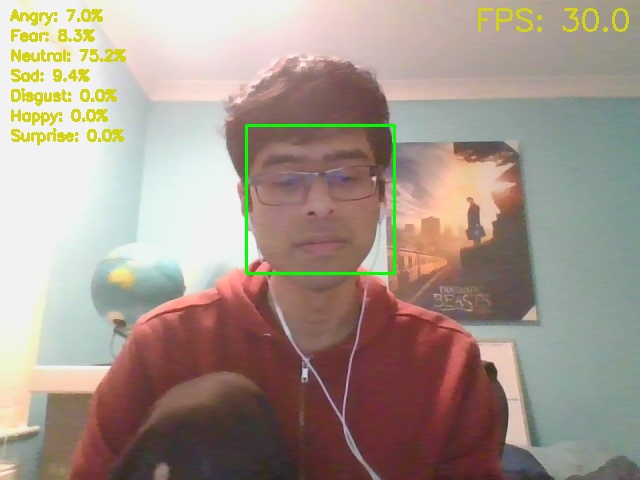 Angry: 7.0%
Fear: 8.3%
Neutral: 75.2%
Sad: 9.4%
Disgust: 0.0%
Happy: 0.0%
Surprise: 0.0%
FPS: 30.0
FANTASTIC
BEASTS